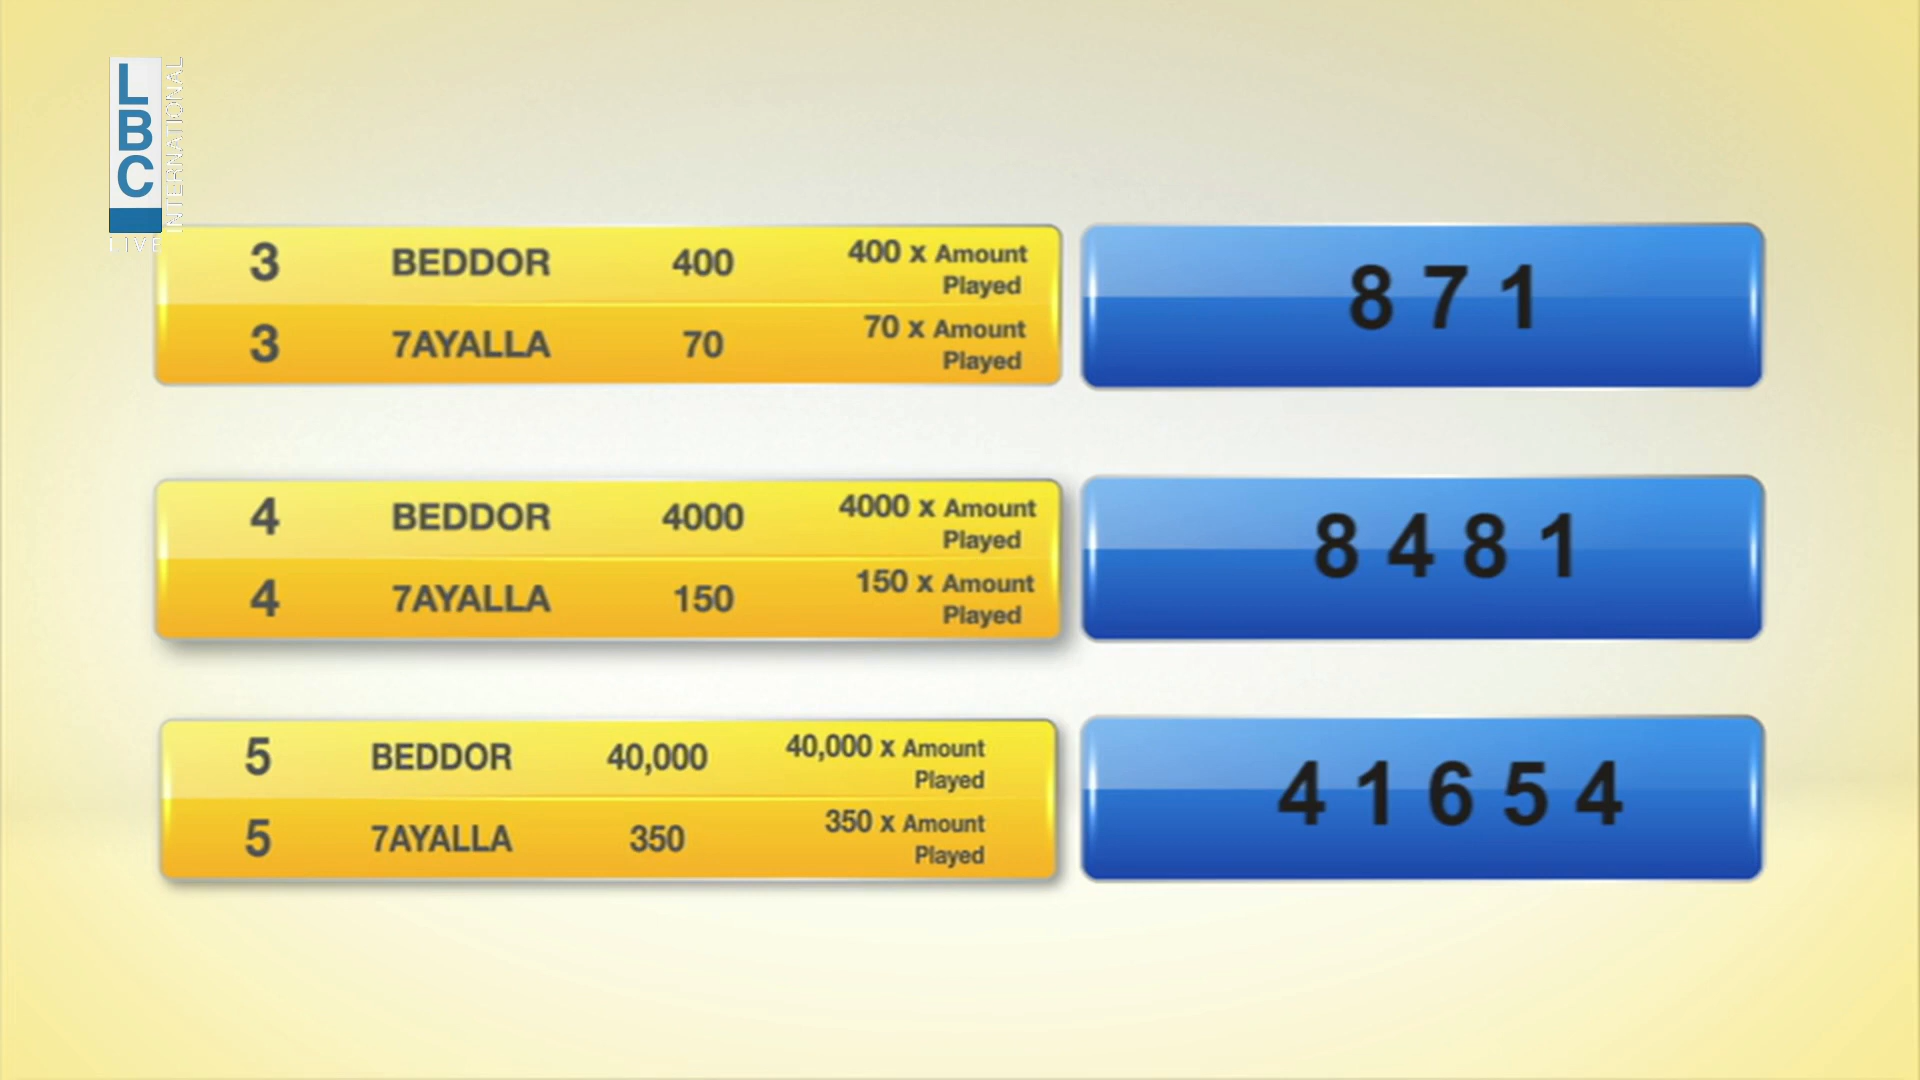 LBC
INTERNATIONAL
LIVE
3 BEDDOR 400 400 x Amount Played
3 7AYALLA 70 70 x Amount Played
8 7 1
4 BEDDOR 4000 4000 x Amount Played
4 7AYALLA 150 150 x Amount Played
8 4 8 1
5 BEDDOR 40,000 40,000 x Amount Played
5 7AYALLA 350 350 x Amount Played
4 1 6 5 4